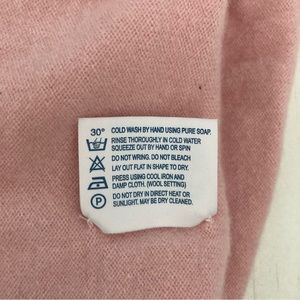 30° COLD WASH BY HAND USING PURE SOAP.
RINSE THOROUGHLY IN COLD WATER
SQUEEZE OUT BY HAND OR SPIN
DO NOT WRING. DO NOT BLEACH
LAY OUT FLAT IN SHAPE TO DRY.
PRESS USING COOL IRON AND
DAMP CLOTH. (WOOL SETTING)
DO NOT DRY IN DIRECT HEAT OR
P SUNLIGHT. MAY BE DRY CLEANED.